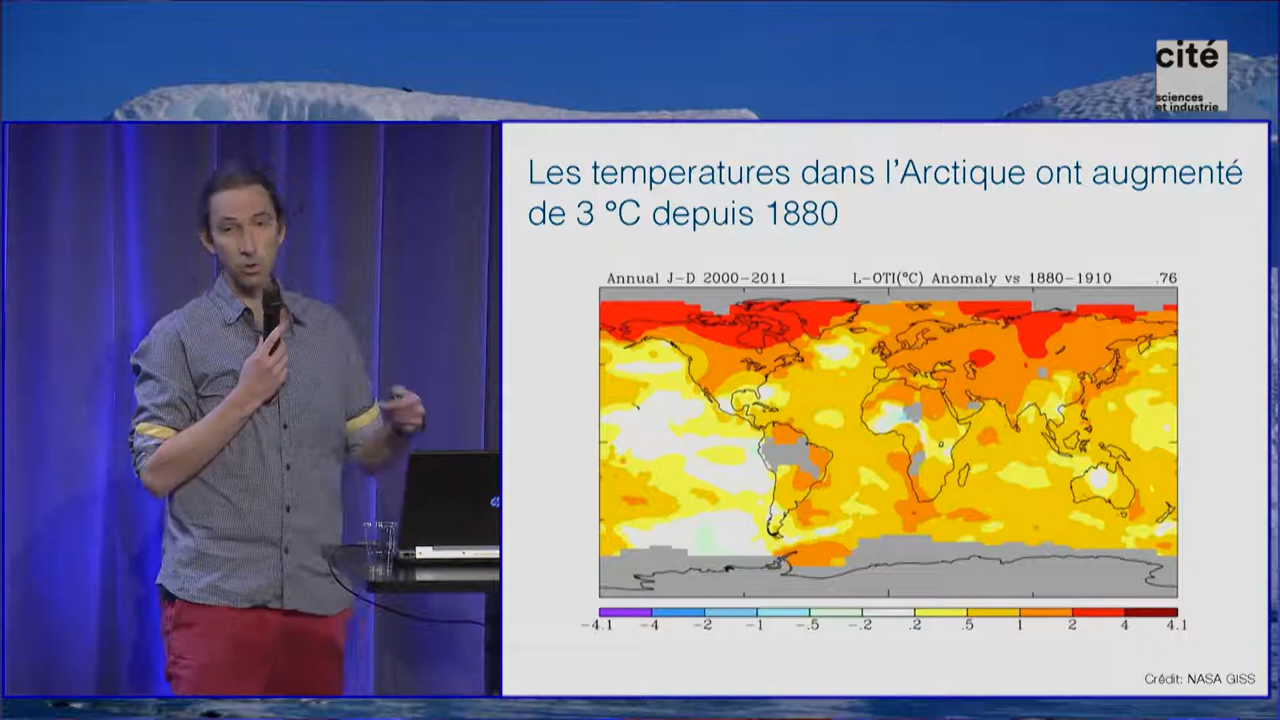 cité
sciences
et industrie
Les temperatures dans l'Arctique ont augmenté
de 3 °C depuis 1880
Annual J-D 2000-2011 L-OTI(°C) Anomaly vs 1880-1910 .76
-4.1 -4 -2 -1 -.5 -.2 .2 .5 1 2 4 4.1
Crédit: NASA GISS